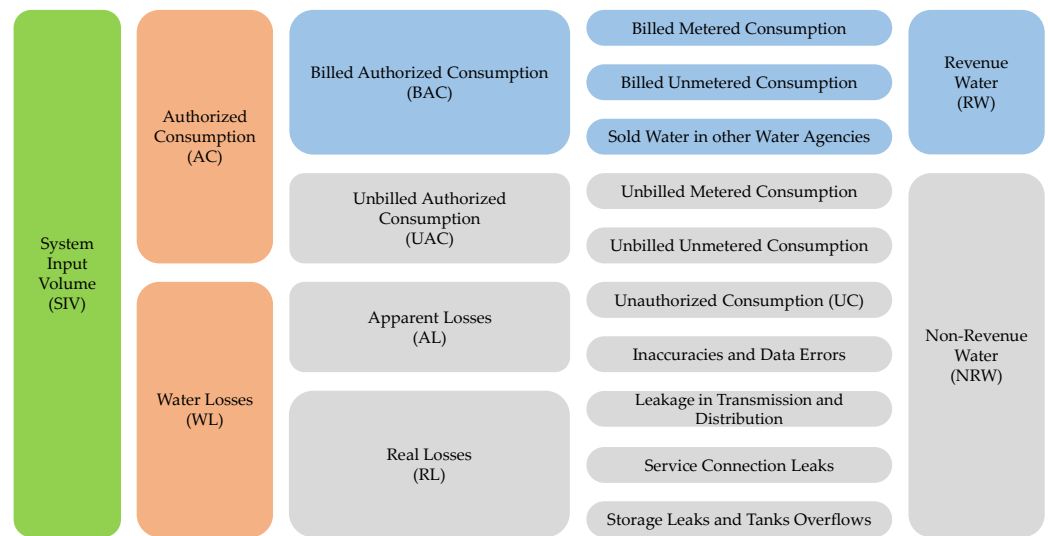 System
Input
Volume
(SIV)
Authorized
Consumption
(AC)
Water Losses
(WL)
Billed Authorized Consumption
(BAC)
Unbilled Authorized
Consumption
(UAC)
Apparent Losses
(AL)
Real Losses
(RL)
Billed Metered Consumption
Billed Unmetered Consumption
Sold Water in other Water Agencies
Unbilled Metered Consumption
Unbilled Unmetered Consumption
Unauthorized Consumption (UC)
Inaccuracies and Data Errors
Leakage in Transmission and
Distribution
Service Connection Leaks
Storage Leaks and Tanks Overflows
Revenue
Water
(RW)
Non-Revenue
Water
(NRW)